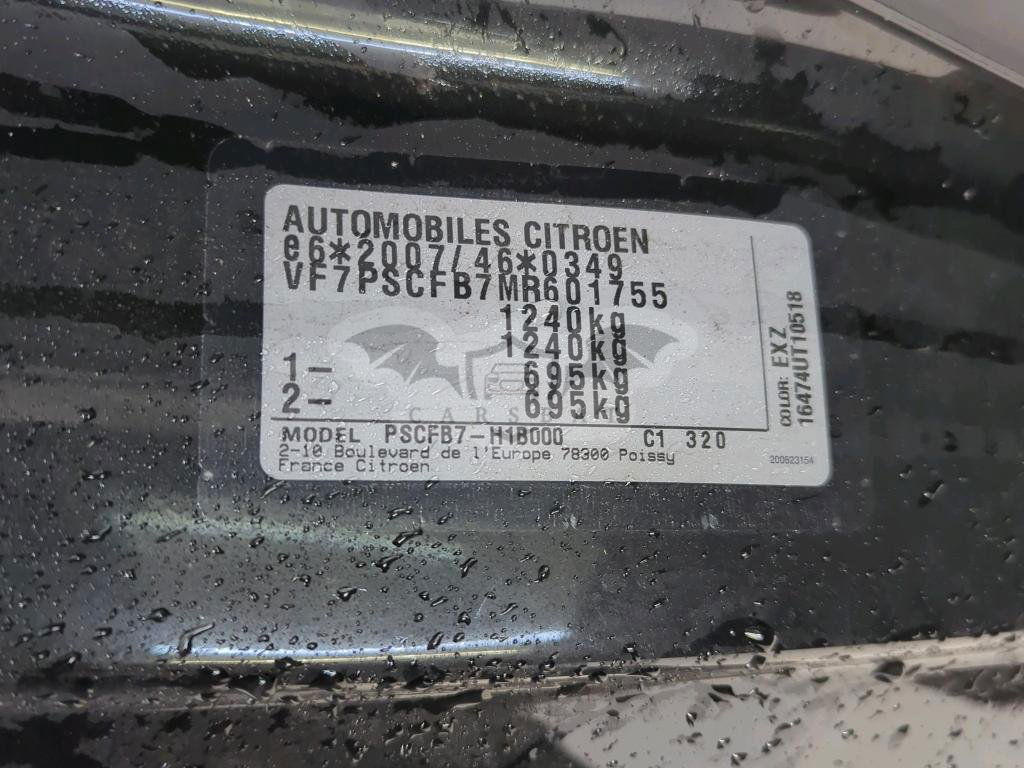 AUTOMOBILES CITROEN
e6*2007/46*0349
VF7PSCFB7MR601755
1240kg
1240kg
1- 695kg
2- 695kg
MODEL PSCFB7-H1B000 C1 320
2-10 Boulevard de l'Europe 78300 Poissy
France Citroën
COLOR: EXZ
16474UT10518
200623154